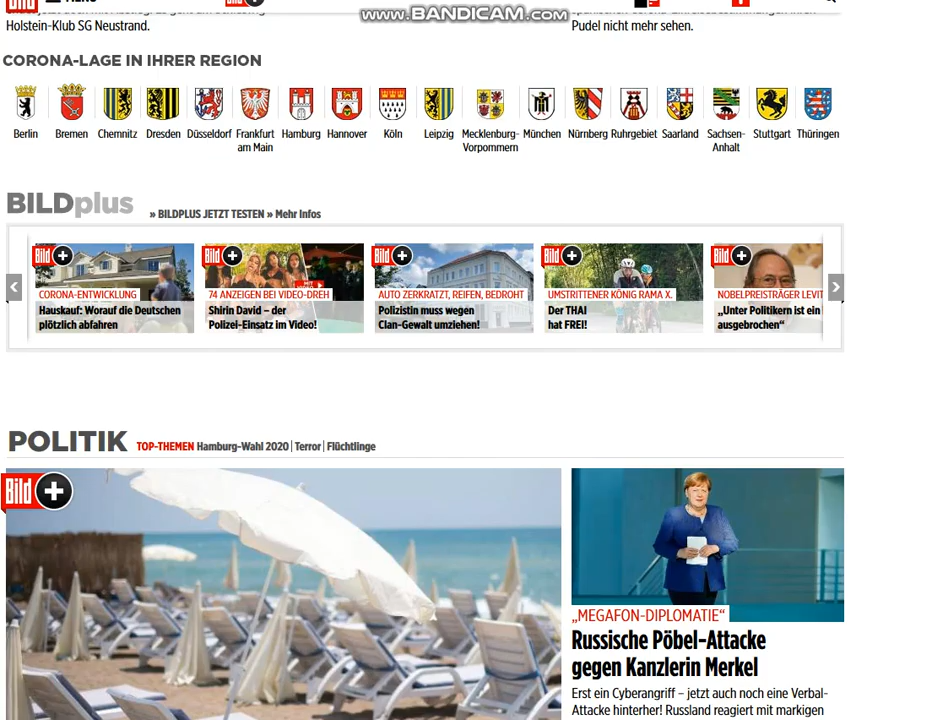 www.BANDICAM.com
Holstein-Klub SG Neustrand.
Pudel nicht mehr sehen.
CORONA-LAGE IN IHRER REGION
Berlin Bremen Chemnitz Dresden Düsseldorf Frankfurt am Main Hamburg Hannover Köln Leipzig Mecklenburg-Vorpommern München Nürnberg Ruhrgebiet Saarland Sachsen-Anhalt Stuttgart Thüringen
BILDplus » BILDPLUS JETZT TESTEN » Mehr Infos
Bild +
CORONA-ENTWICKLUNG
Hauskauf: Worauf die Deutschen
plötzlich abfahren
Bild +
74 ANZEIGEN BEI VIDEO-DREH
Shirin David – der
Polizei-Einsatz im Video!
Bild +
AUTO ZERKRATZT, REIFEN, BEDROHT
Polizistin muss wegen
Clan-Gewalt umziehen!
Bild +
UMSTRITTENER KÖNIG RAMA X.
Der THAI
hat FREI!
Bild +
NOBELPREISTRÄGER LEVIT
„Unter Politikern ist ein
ausgebrochen“
POLITIK TOP-THEMEN Hamburg-Wahl 2020 | Terror | Flüchtlinge
Bild +
„MEGAFON-DIPLOMATIE“
Russische Pöbel-Attacke
gegen Kanzlerin Merkel
Erst ein Cyberangriff – jetzt auch noch eine Verbal-
Attacke hinterher! Russland reagiert mit markigen